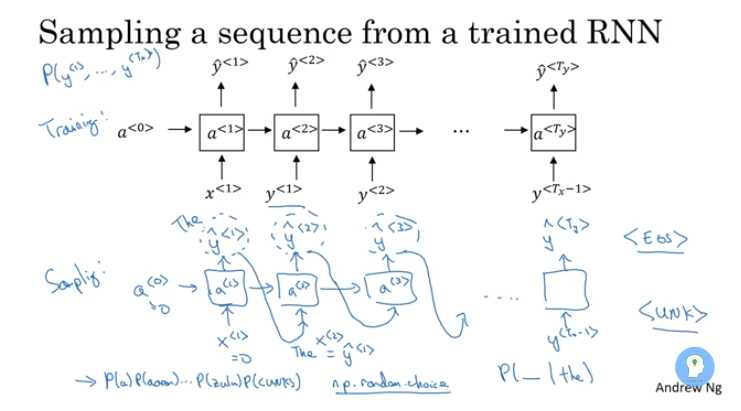 Sampling a sequence from a trained RNN
P(y^<1>, ..., y^<Tx>)
ŷ^<1> ŷ^<2> ŷ^<3> ŷ^<Ty>
Training: a^<0> a^<1> a^<2> a^<3> ... a^<Ty>
x^<1> y^<1> y^<2> y^<Tx−1>
The
ŷ^<1> ŷ^<2> ŷ^<3> ŷ^<Ty> <EOS>
Sampling: a^<0> =0 a^<1> a^<2> a^<3> ....
<UNK>
x^<1> =0 The x^<2> = ŷ^<1> y^<Tx−1>
→ P(a) P(aaron) ... P(zulu) P(<UNK>) np.random.choice P(_ | the)
Andrew Ng